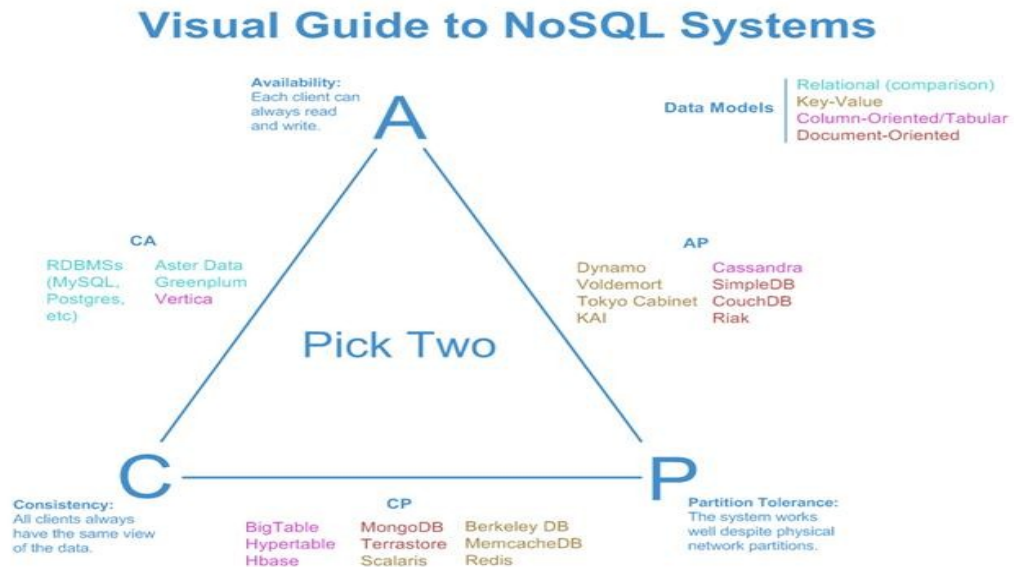 Visual Guide to NoSQL Systems
Availability:
Each client can
always read
and write.
A
Data Models
Relational (comparison)
Key-Value
Column-Oriented/Tabular
Document-Oriented
CA
RDBMSs
(MySQL,
Postgres,
etc)
Aster Data
Greenplum
Vertica
AP
Dynamo
Voldemort
Tokyo Cabinet
KAI
Cassandra
SimpleDB
CouchDB
Riak
Pick Two
C
Consistency:
All clients always
have the same view
of the data.
CP
BigTable
Hypertable
Hbase
MongoDB
Terrastore
Scalaris
Berkeley DB
MemcacheDB
Redis
P
Partition Tolerance:
The system works
well despite physical
network partitions.